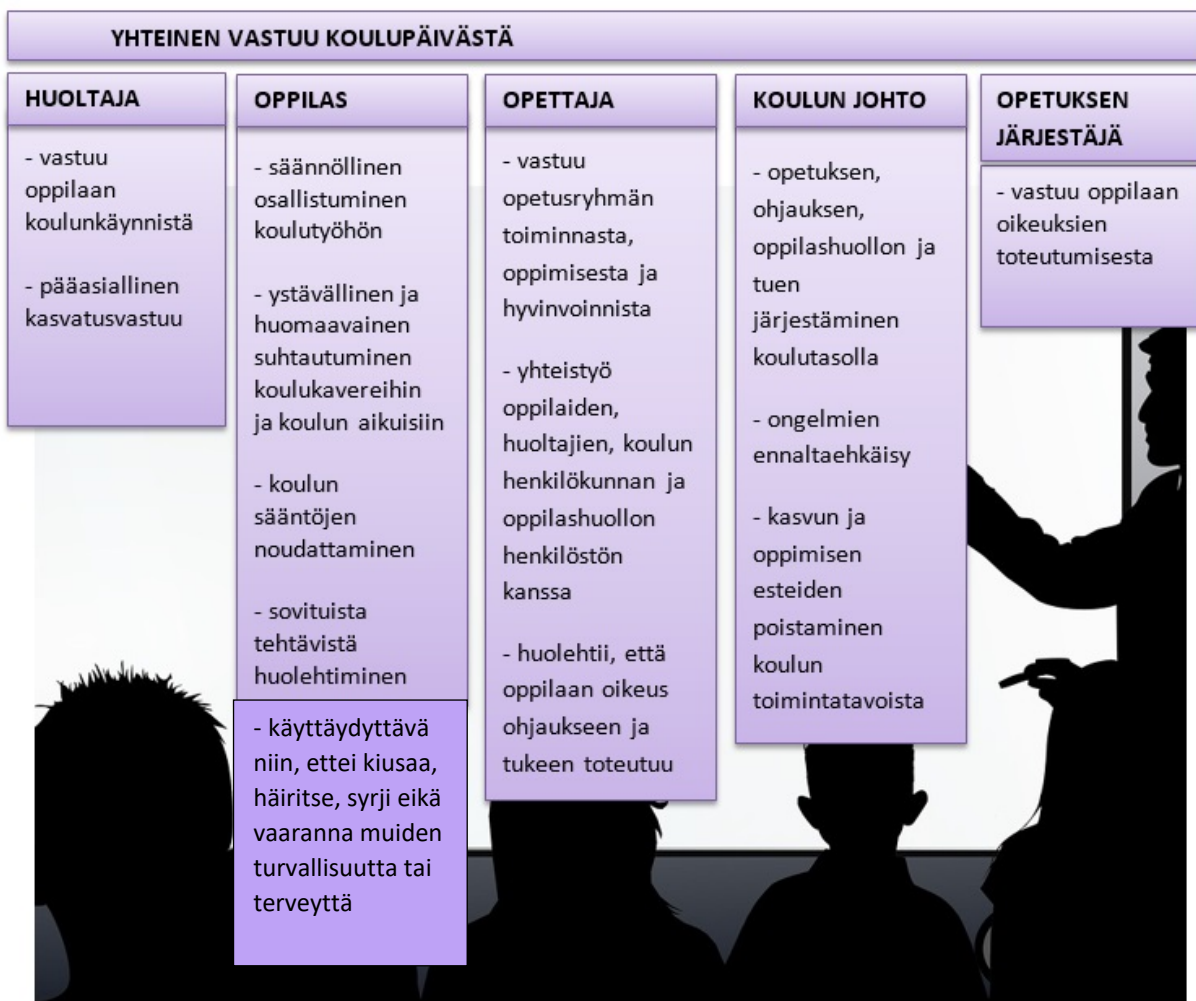 YHTEINEN VASTUU KOULUPÄIVÄSTÄ
HUOLTAJA
- vastuu
oppilaan
koulunkäynnistä
- pääasiallinen
kasvatusvastuu
OPPILAS
- säännöllinen
osallistuminen
koulutyöhön
- ystävällinen ja
huomaavainen
suhtautuminen
koulukavereihin
ja koulun aikuisiin
- koulun
sääntöjen
noudattaminen
- sovituista
tehtävistä
huolehtiminen
- käyttäydyttävä
niin, ettei kiusaa,
häiritse, syrji eikä
vaaranna muiden
turvallisuutta tai
terveyttä
OPETTAJA
- vastuu
opetusryhmän
toiminnasta,
oppimisesta ja
hyvinvoinnista
- yhteistyö
oppilaiden,
huoltajien, koulun
henkilökunnan ja
oppilashuollon
henkilöstön
kanssa
- huolehtii, että
oppilaan oikeus
ohjaukseen ja
tukeen toteutuu
KOULUN JOHTO
- opetuksen,
ohjauksen,
oppilashuollon ja
tuen
järjestäminen
koulutasolla
- ongelmien
ennaltaehkäisy
- kasvun ja
oppimisen
esteiden
poistaminen
koulun
toimintatavoista
OPETUKSEN
JÄRJESTÄJÄ
- vastuu oppilaan
oikeuksien
toteutumisesta